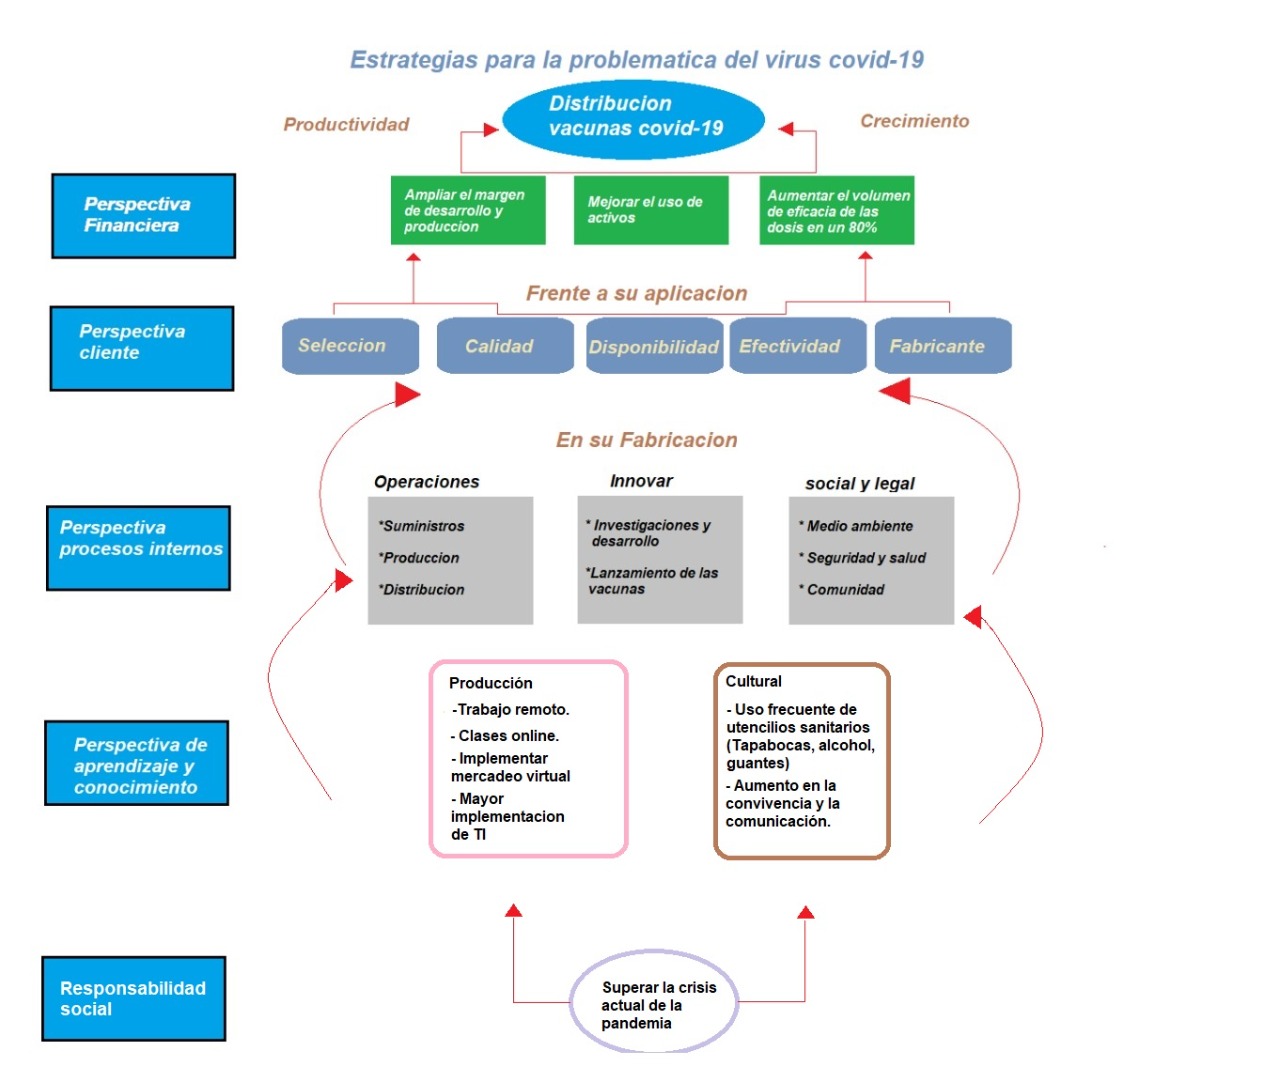 Estrategias para la problematica del virus covid-19
Distribucion
vacunas covid-19
Productividad
Crecimiento
Perspectiva
Financiera
Ampliar el margen
de desarrollo y
produccion
Mejorar el uso de
activos
Aumentar el volumen
de eficacia de las
dosis en un 80%
Frente a su aplicacion
Perspectiva
cliente
Seleccion
Calidad
Disponibilidad
Efectividad
Fabricante
En su Fabricacion
Perspectiva
procesos internos
Operaciones
*Suministros
*Produccion
*Distribucion
Innovar
* Investigaciones y
desarrollo
*Lanzamiento de las
vacunas
social y legal
* Medio ambiente
* Seguridad y salud
* Comunidad
Perspectiva de
aprendizaje y
conocimiento
Producción
-Trabajo remoto.
- Clases online.
- Implementar
mercadeo virtual
- Mayor
implementacion
de TI
Cultural
- Uso frecuente de
utencilios sanitarios
(Tapabocas, alcohol,
guantes)
- Aumento en la
convivencia y la
comunicación.
Responsabilidad
social
Superar la crisis
actual de la
pandemia